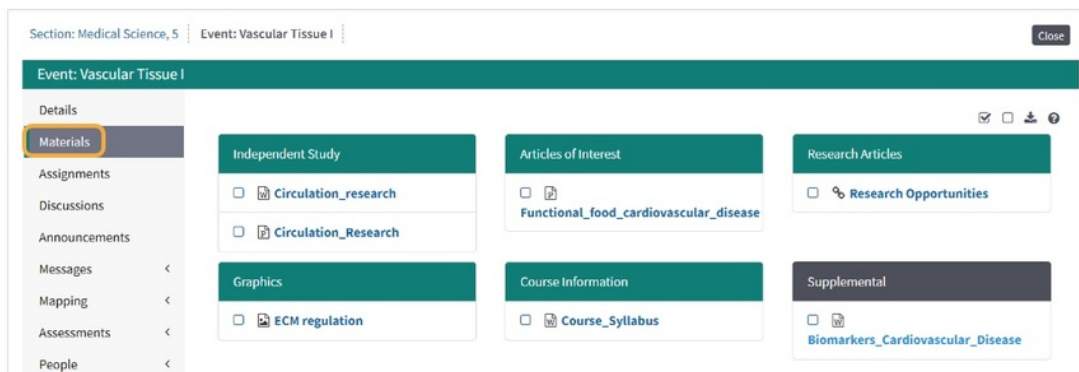 Section: Medical Science, 5
Event: Vascular Tissue I
Close
Event: Vascular Tissue I
Details
Materials
Assignments
Discussions
Announcements
Messages
Mapping
Assessments
People
Independent Study
Circulation_research
Circulation_Research
Articles of Interest
Functional_food_cardiovascular_disease
Research Articles
Research Opportunities
Graphics
ECM regulation
Course Information
Course_Syllabus
Supplemental
Biomarkers_Cardiovascular_Disease